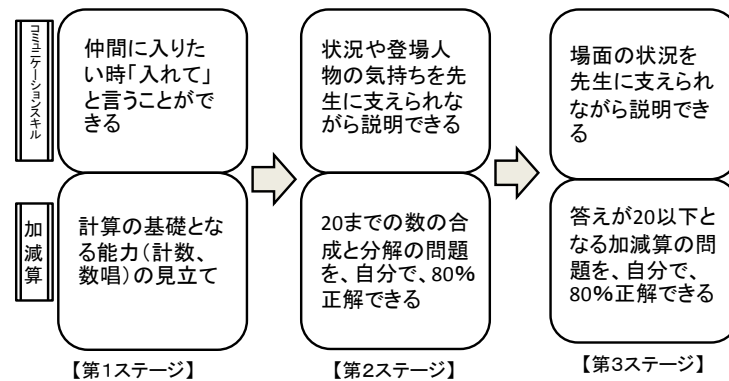 コミュニケーションスキル
仲間に入りた
い時「入れて」
と言うことがで
きる
状況や登場人
物の気持ちを先
生に支えられな
がら説明できる
場面の状況を
先生に支えられ
ながら説明でき
る
加減算
計算の基礎とな
る能力(計数、
数唱)の見立て
20までの数の合
成と分解の問題
を、自分で、80%
正解できる
答えが20以下と
なる加減算の問
題を、自分で、
80%正解できる
【第1ステージ】
【第2ステージ】
【第3ステージ】